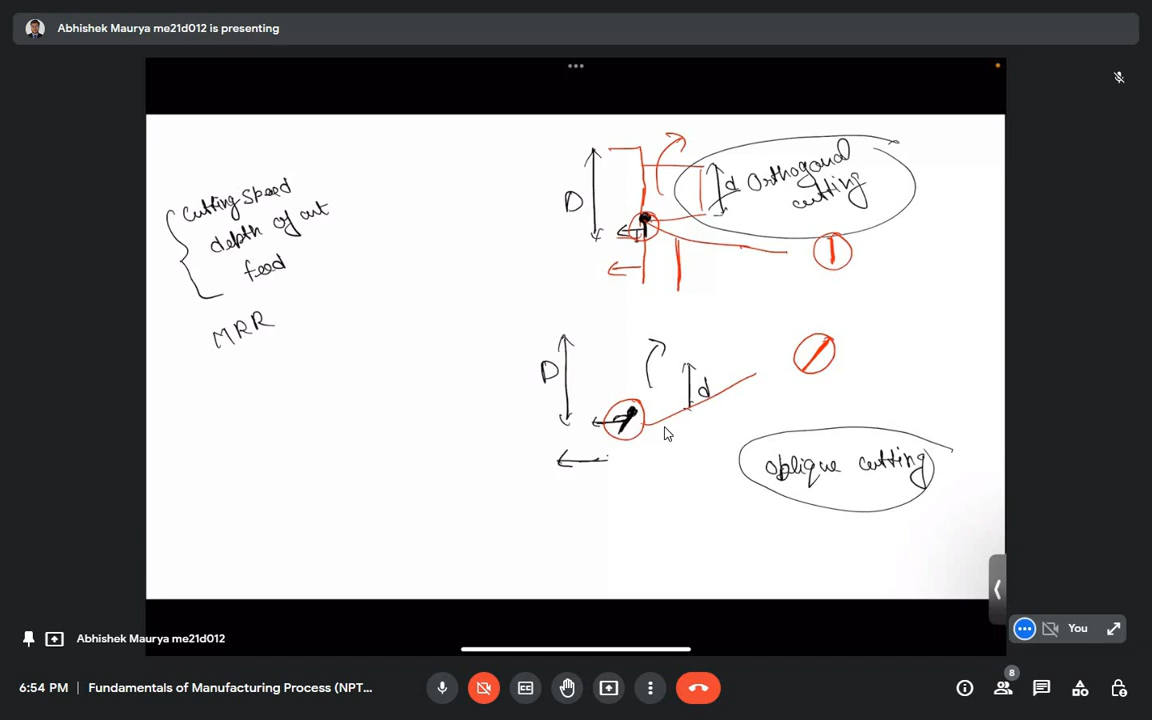 Abhishek Maurya me21d012 is presenting
cutting speed
depth of cut
feed
MRR
D
d
Orthogonal
cutting
D
d
oblique cutting
Abhishek Maurya me21d012
You
6:54 PM | Fundamentals of Manufacturing Process (NPT...
8